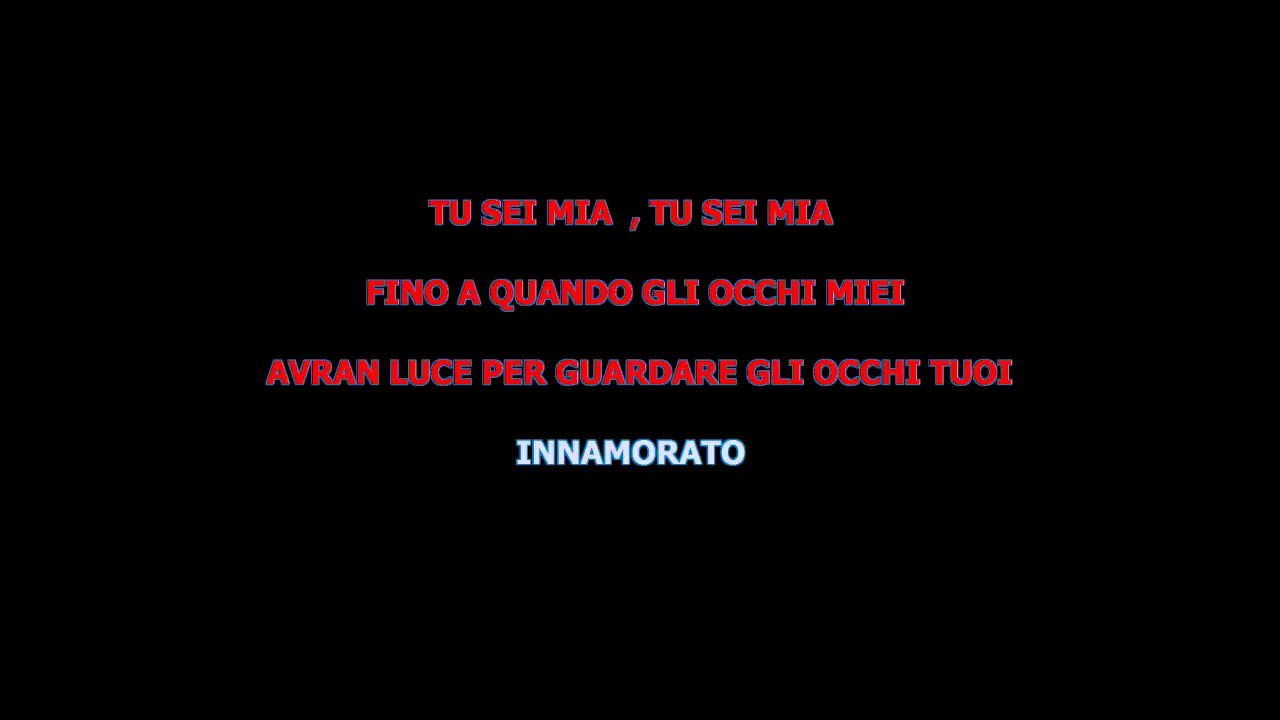 TU SEI MIA  , TU SEI MIA
FINO A QUANDO GLI OCCHI MIEI
AVRAN LUCE PER GUARDARE GLI OCCHI TUOI
INNAMORATO